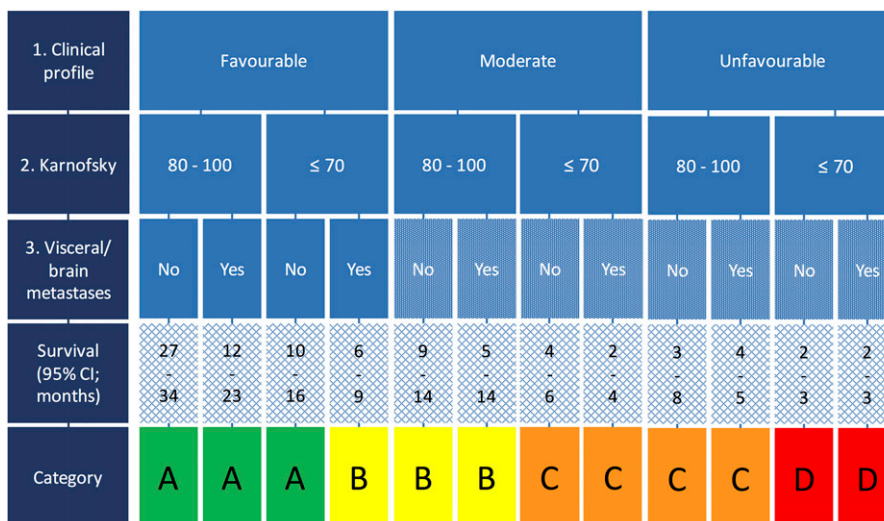 1. Clinical
profile
Favourable
Moderate
Unfavourable
2. Karnofsky
80 - 100
≤ 70
80 - 100
≤ 70
80 - 100
≤ 70
3. Visceral/
brain
metastases
No
Yes
No
Yes
No
Yes
No
Yes
No
Yes
No
Yes
Survival
(95% CI;
months)
27
-
34
12
-
23
10
-
16
6
-
9
9
-
14
5
-
14
4
-
6
2
-
4
3
-
8
4
-
5
2
-
3
2
-
3
Category
A
A
A
B
B
B
C
C
C
C
D
D